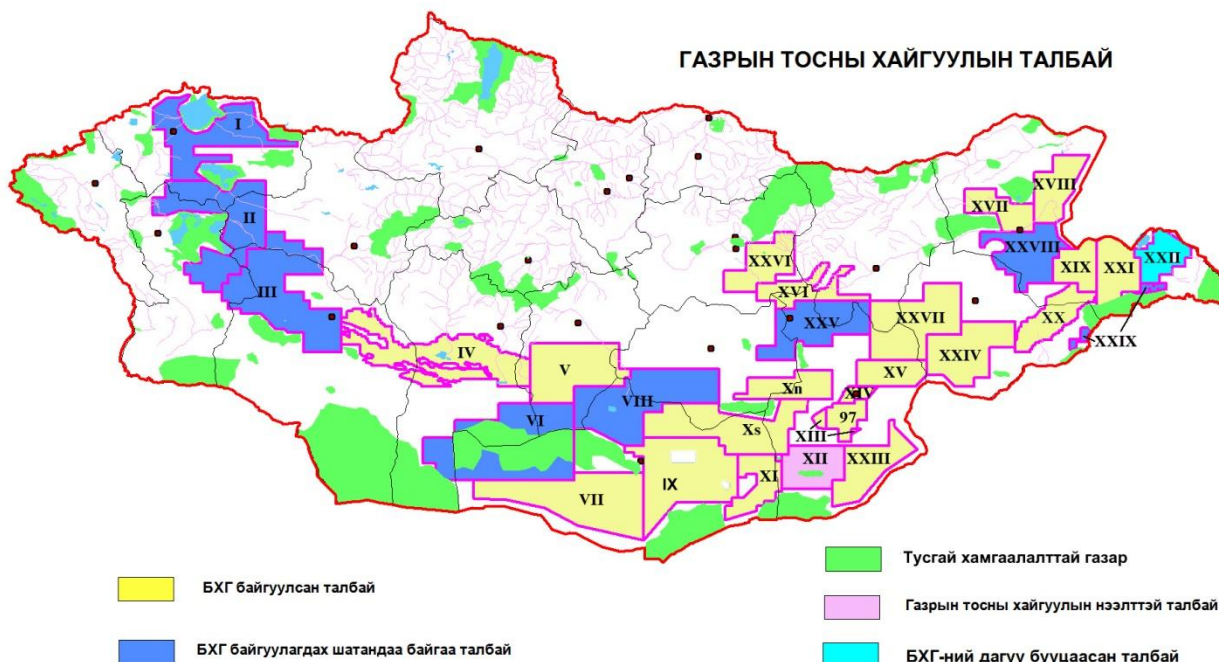 ГАЗРЫН ТОСНЫ ХАЙГУУЛЫН ТАЛБАЙ
I
II
III
IV
V
VI
VII
VIII
IX
Xn
Xs
XI
XII
XIII
XIV
97
XV
XVI
XVII
XVIII
XIX
XX
XXI
XXII
XXIII
XXIV
XXV
XXVI
XXVII
XXVIII
XXIX
БХГ байгуулсан талбай
БХГ байгуулагдах шатандаа байгаа талбай
Тусгай хамгаалалттай газар
Газрын тосны хайгуулын нээлттэй талбай
БХГ-ний дагуу бууцаасан талбай